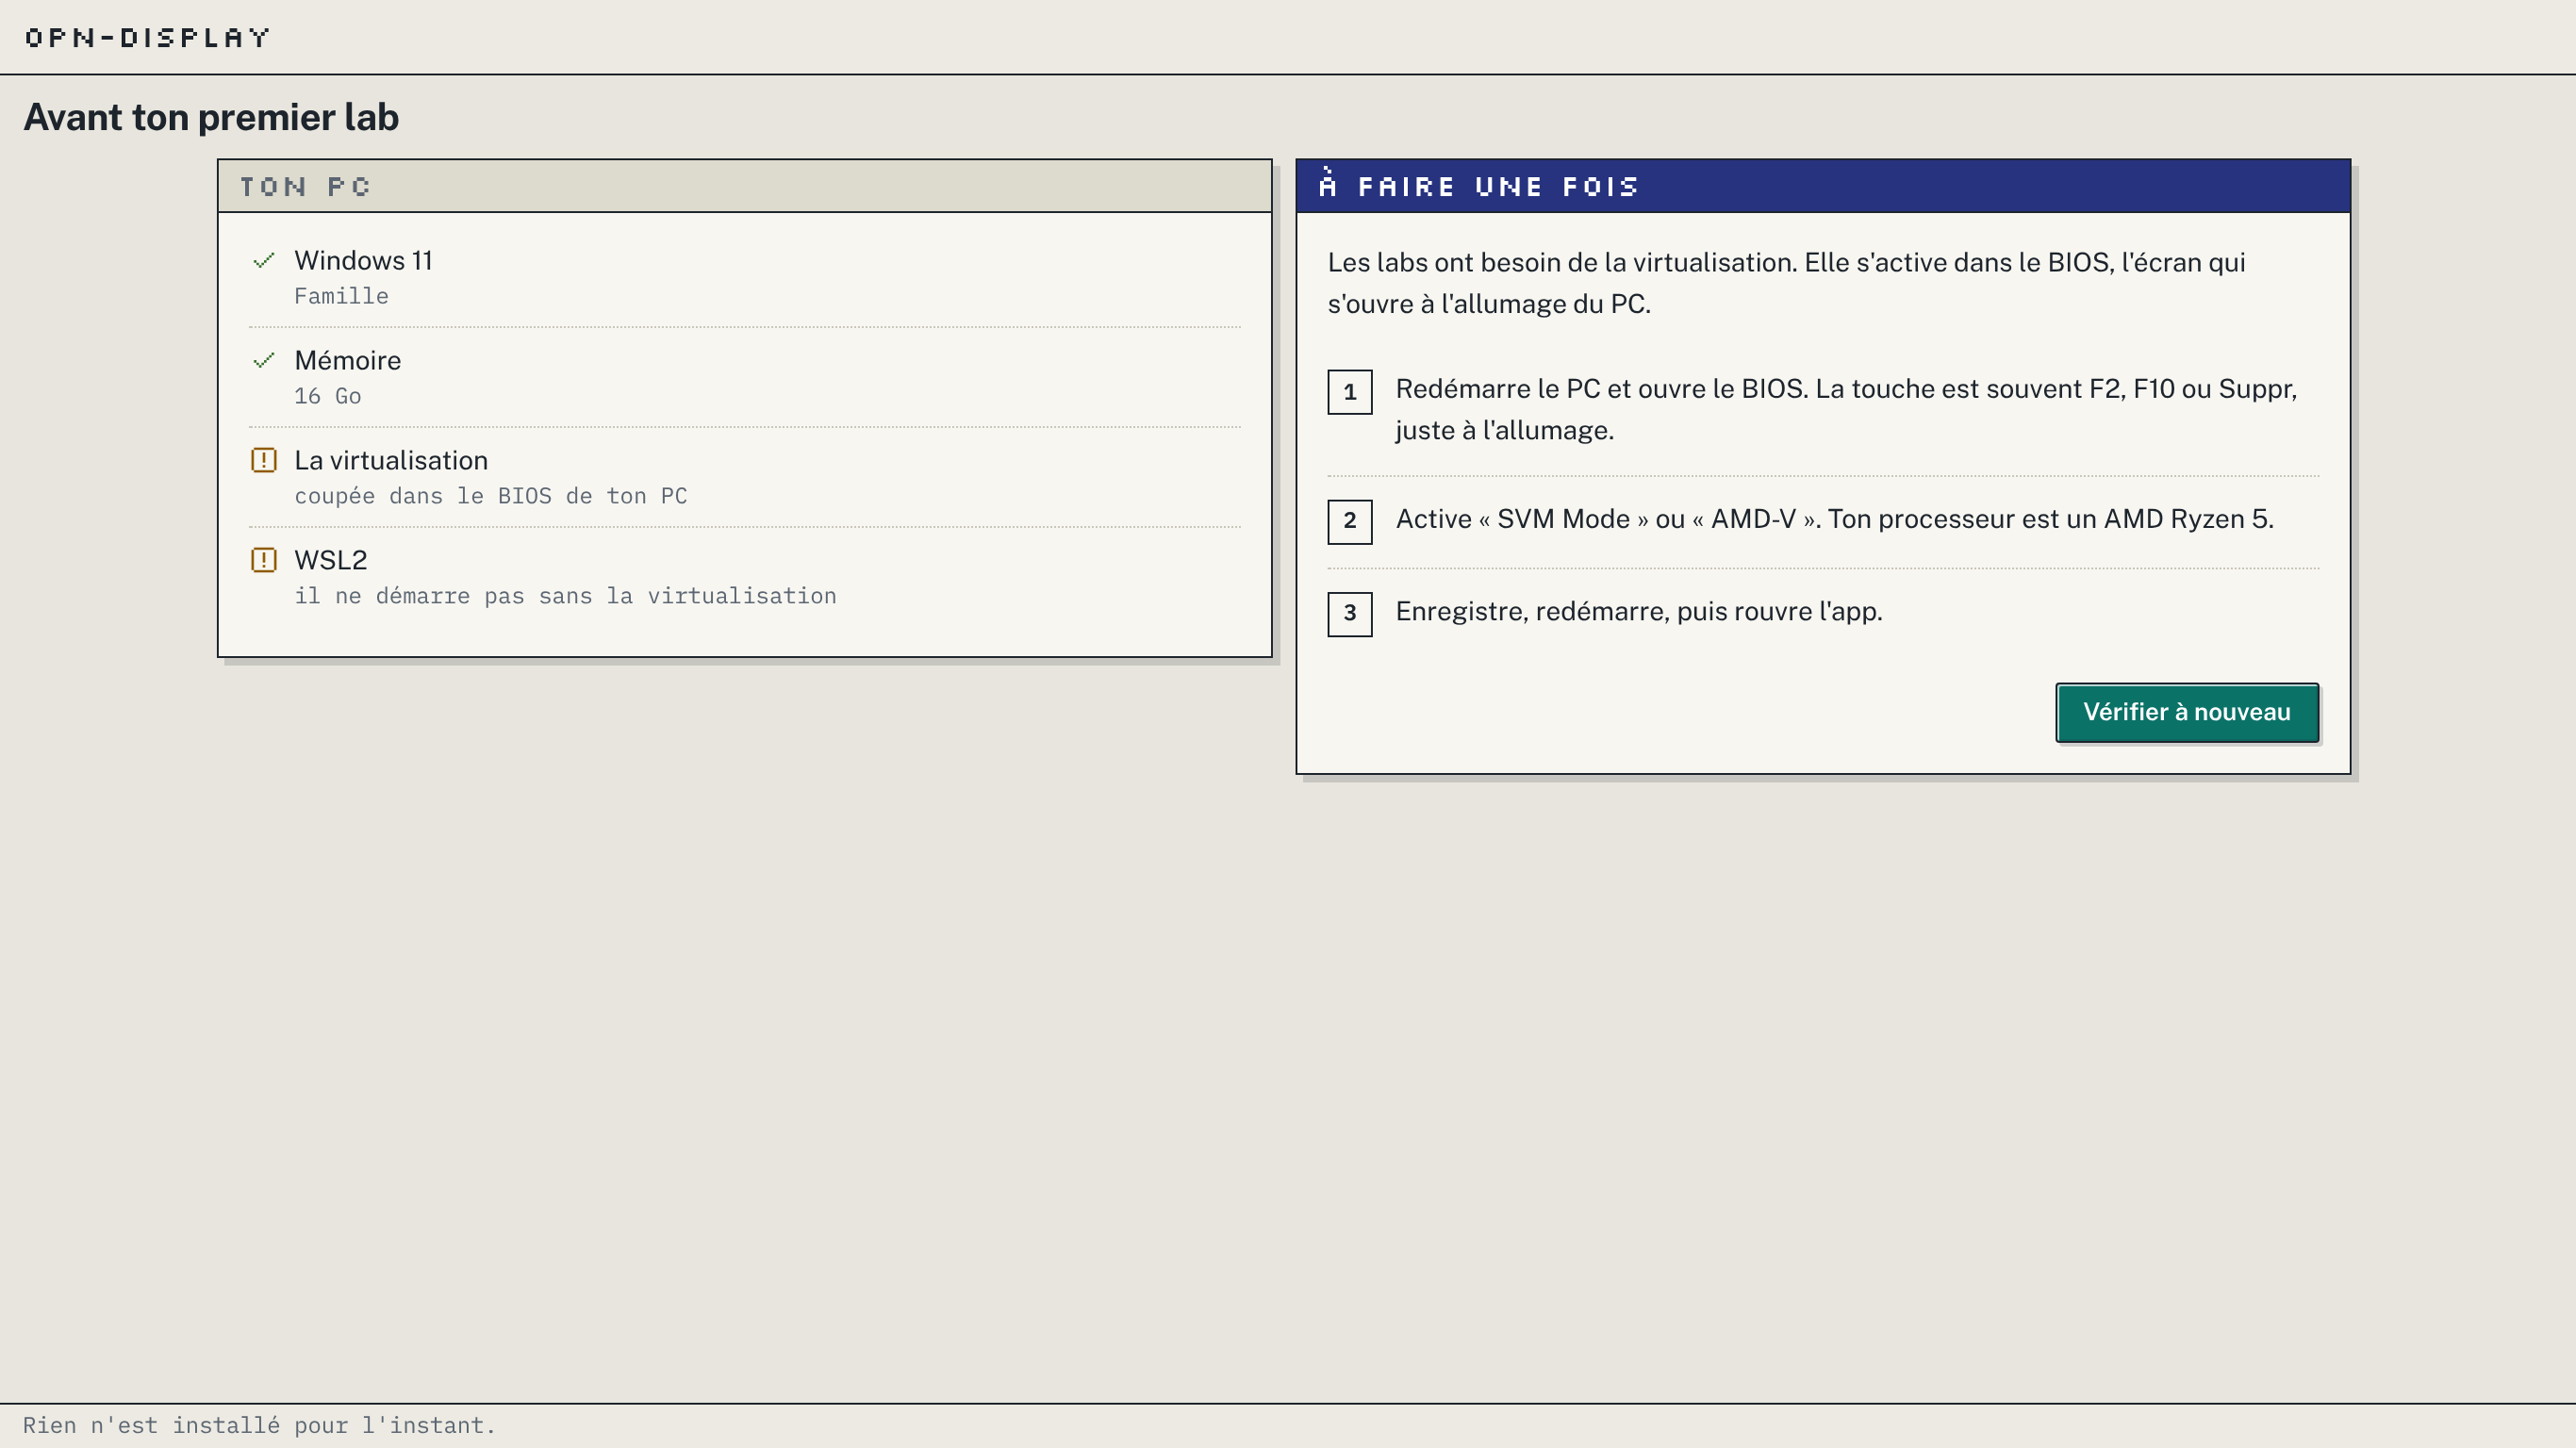 OPN-DISPLAY
Avant ton premier lab
TON PC
Windows 11
Famille
Mémoire
16 Go
La virtualisation
coupée dans le BIOS de ton PC
WSL2
il ne démarre pas sans la virtualisation
À FAIRE UNE FOIS
Les labs ont besoin de la virtualisation. Elle s'active dans le BIOS, l'écran qui
s'ouvre à l'allumage du PC.
1 Redémarre le PC et ouvre le BIOS. La touche est souvent F2, F10 ou Suppr,
juste à l'allumage.
2 Active « SVM Mode » ou « AMD-V ». Ton processeur est un AMD Ryzen 5.
3 Enregistre, redémarre, puis rouvre l'app.
Vérifier à nouveau
Rien n'est installé pour l'instant.